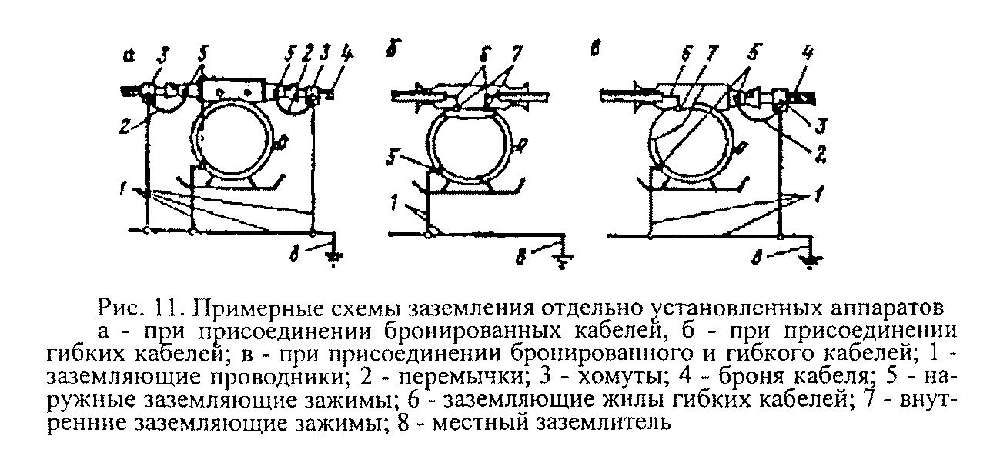 а 3 5 5 2 3 4 б 6 7 в 6 7 5 4
2 3
5 2
1 1 1
8 8 8
Рис. 11. Примерные схемы заземления отдельно установленных аппаратов
а - при присоединении бронированных кабелей, б - при присоединении
гибких кабелей; в - при присоединении бронированного и гибкого кабелей; 1 -
заземляющие проводники; 2 - перемычки; 3 - хомуты; 4 - броня кабеля; 5 - на-
ружные заземляющие зажимы; 6 - заземляющие жилы гибких кабелей; 7 - внут-
ренние заземляющие зажимы; 8 - местный заземлитель